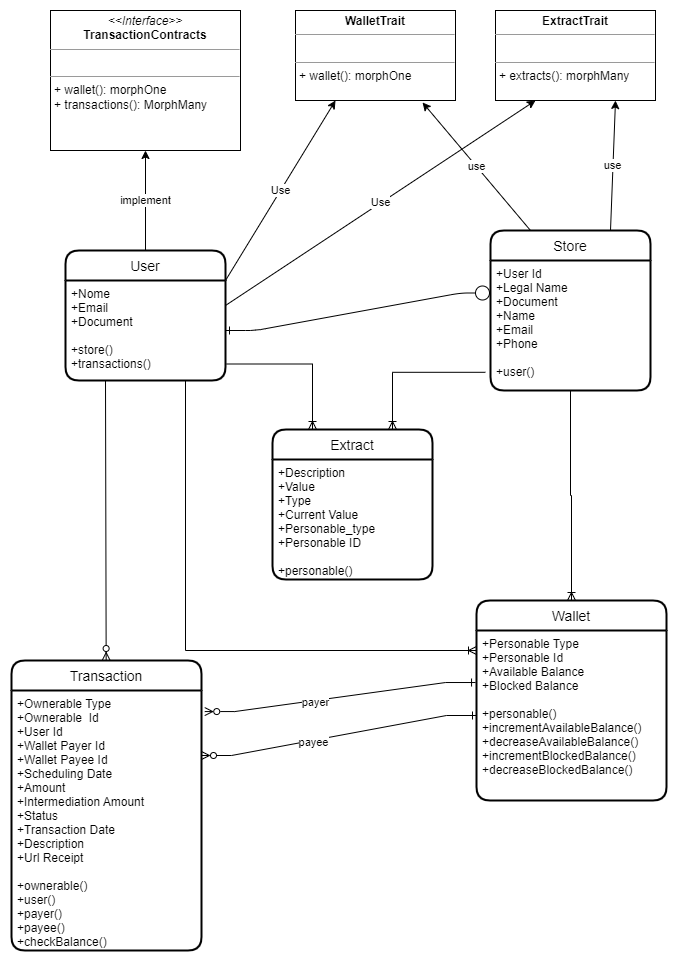 <<Interface>>
TransactionContracts
+ wallet(): morphOne
+ transactions(): MorphMany
WalletTrait
+ wallet(): morphOne
ExtractTrait
+ extracts(): morphMany
implement
Use
Use
use
use
User
+Nome
+Email
+Document
+store()
+transactions()
Store
+User Id
+Legal Name
+Document
+Name
+Email
+Phone
+user()
Extract
+Description
+Value
+Type
+Current Value
+Personable_type
+Personable ID
+personable()
Wallet
+Personable Type
+Personable Id
+Available Balance
+Blocked Balance
+personable()
+incrementAvailableBalance()
+decreaseAvailableBalance()
+incrementBlockedBalance()
+decreaseBlockedBalance()
payer
payee
Transaction
+Ownerable Type
+Ownerable Id
+User Id
+Wallet Payer Id
+Wallet Payee Id
+Scheduling Date
+Amount
+Intermediation Amount
+Status
+Transaction Date
+Description
+Url Receipt
+ownerable()
+user()
+payer()
+payee()
+checkBalance()